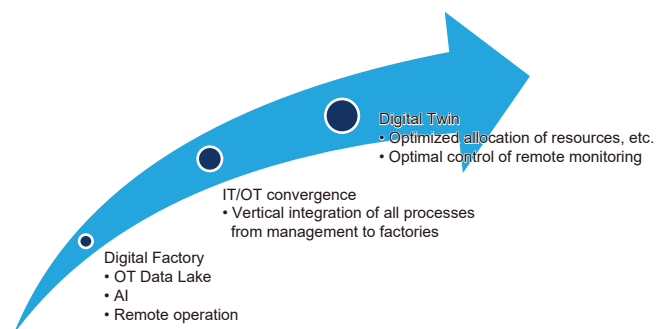 Digital Twin
• Optimized allocation of resources, etc.
• Optimal control of remote monitoring
IT/OT convergence
• Vertical integration of all processes
from management to factories
Digital Factory
• OT Data Lake
• AI
• Remote operation